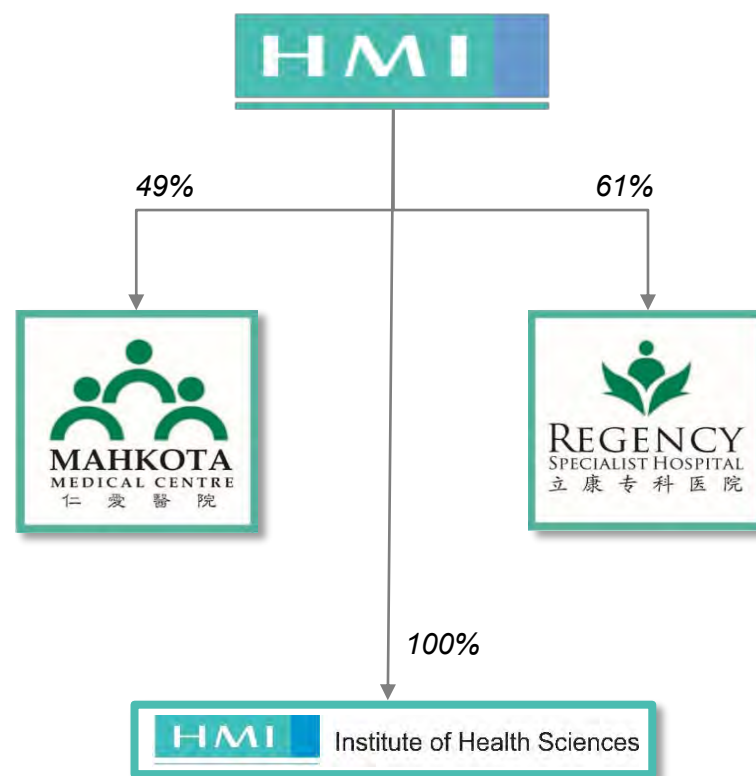 HMI
49%
61%
MAHKOTA
MEDICAL CENTRE
仁愛醫院
REGENCY
SPECIALIST HOSPITAL
立康专科医院
100%
HMI Institute of Health Sciences